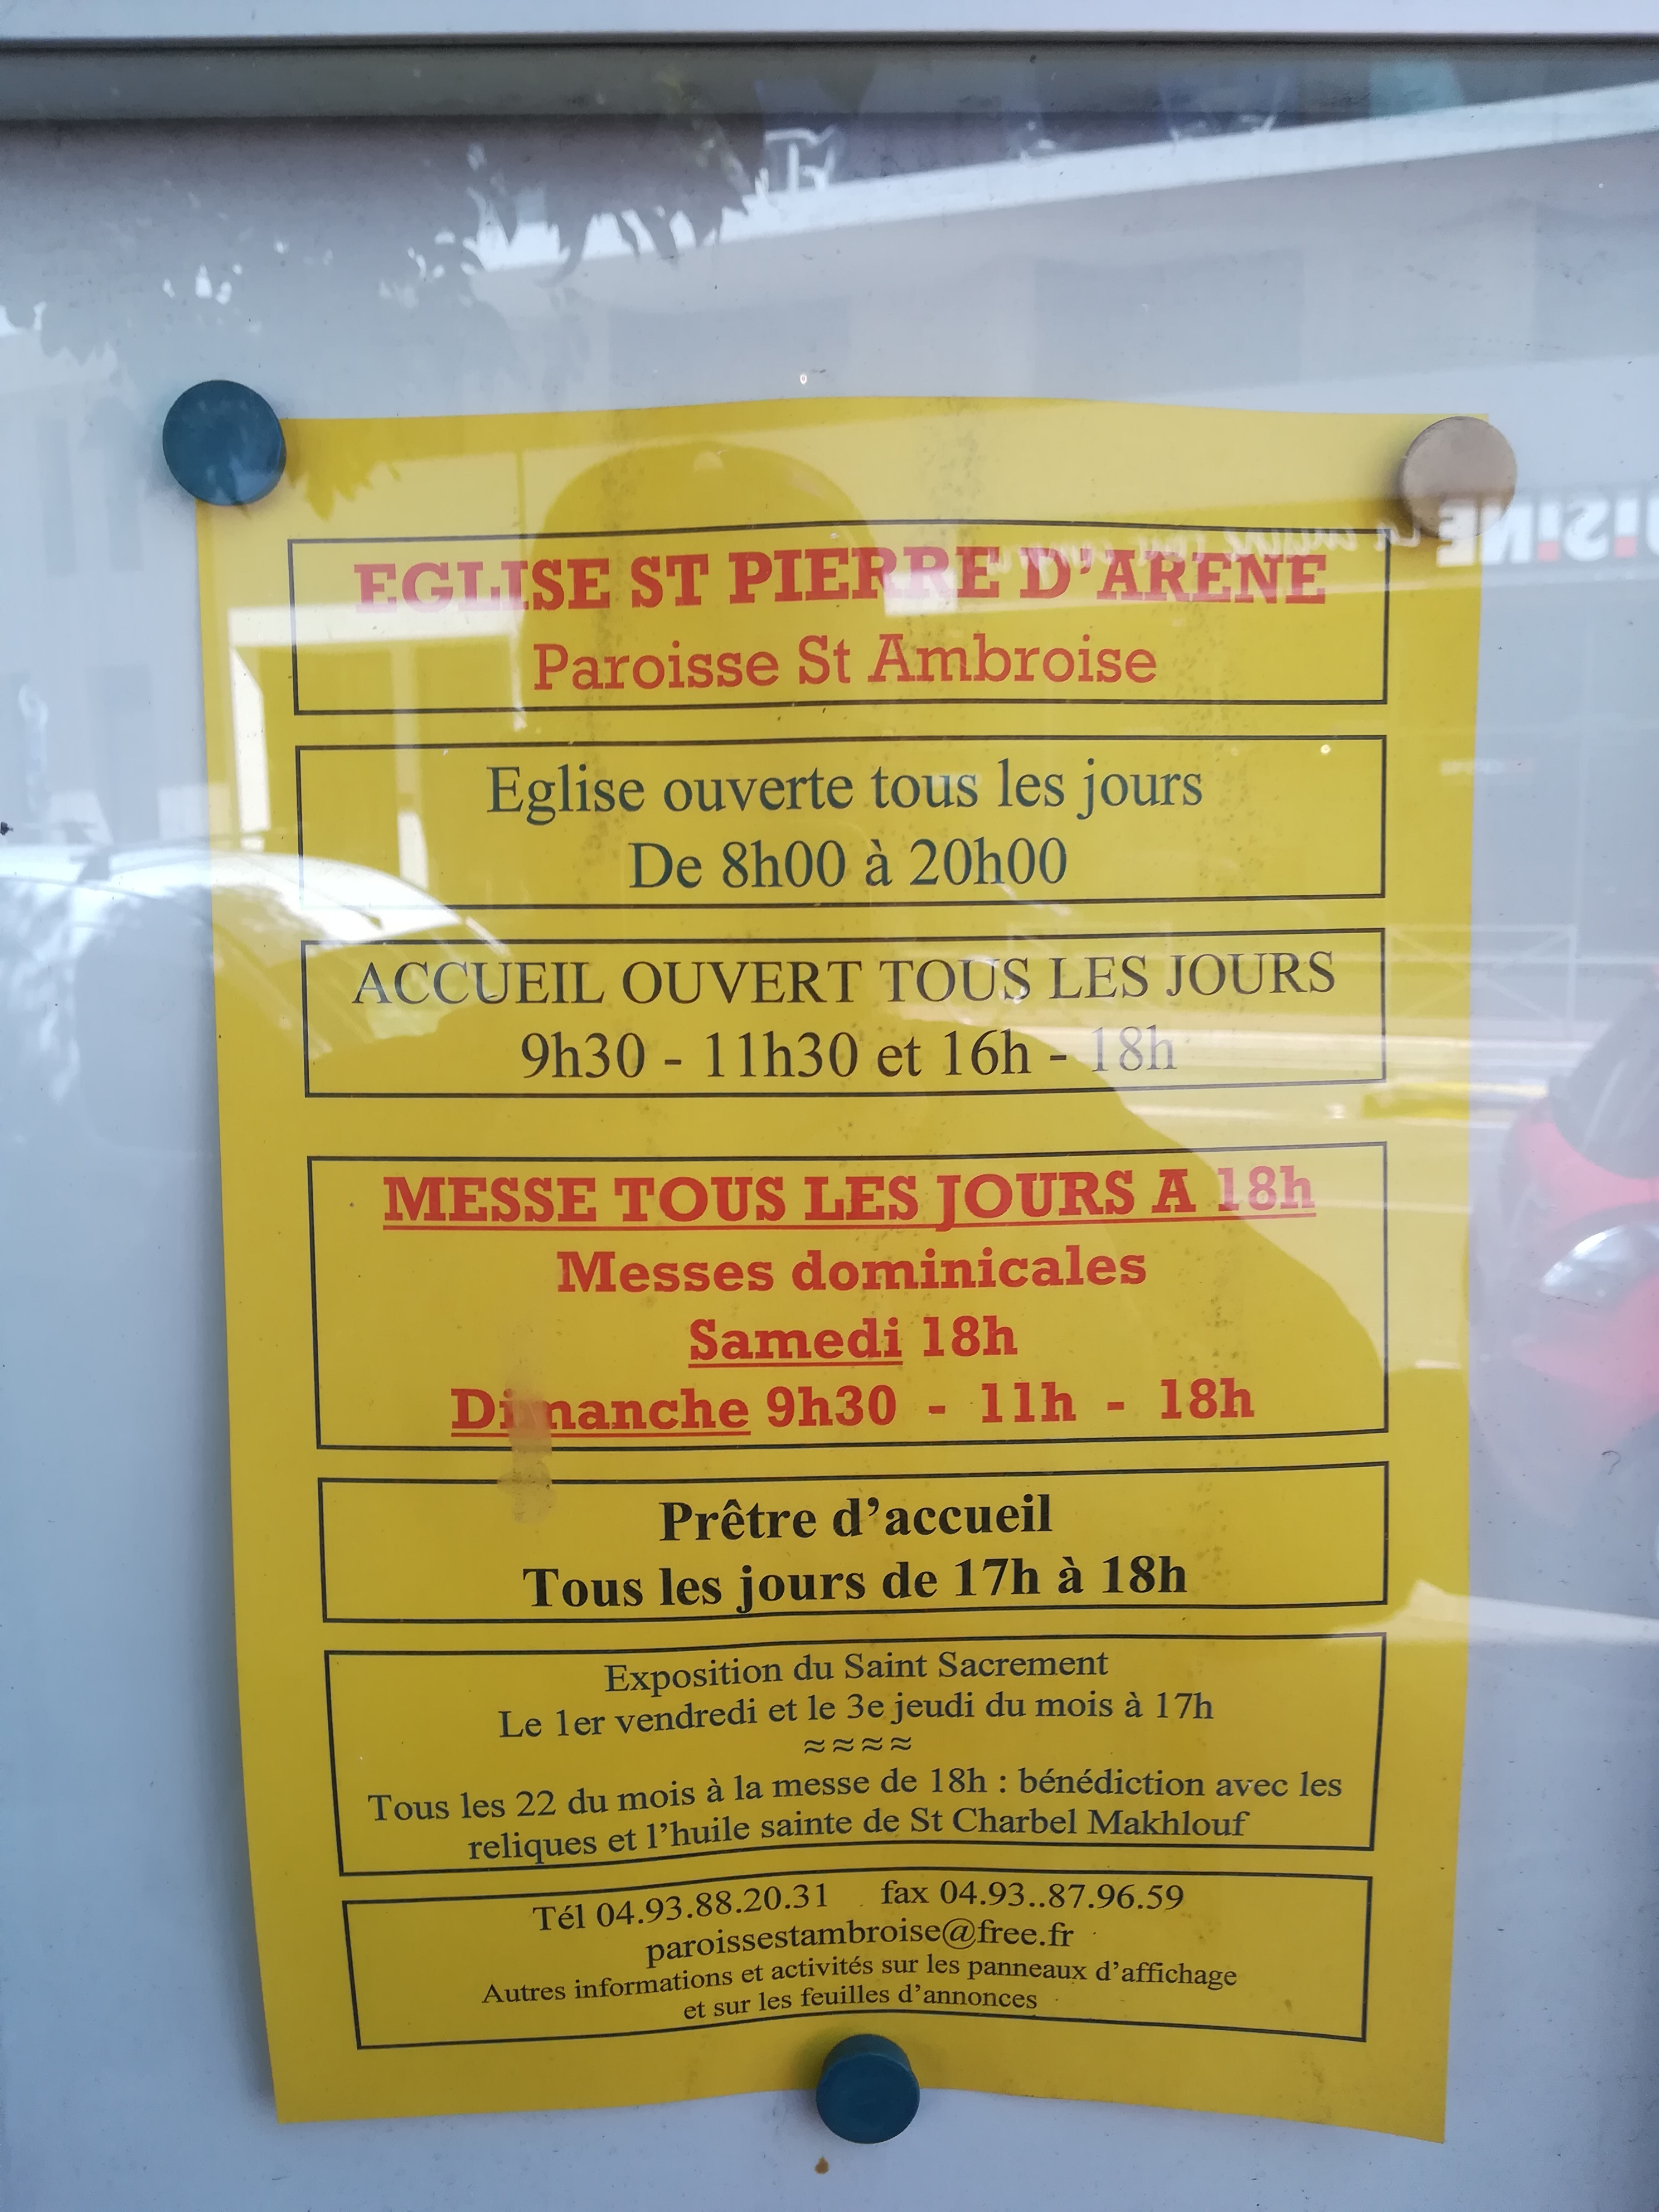 EGLISE ST PIERRE D'ARENE
Paroisse St Ambroise
Eglise ouverte tous les jours
De 8h00 à 20h00
ACCUEIL OUVERT TOUS LES JOURS
9h30 - 11h30 et 16h - 18h
MESSE TOUS LES JOURS A 18h
Messes dominicales
Samedi 18h
Dimanche 9h30 - 11h - 18h
Prêtre d'accueil
Tous les jours de 17h à 18h
Exposition du Saint Sacrement
Le 1er vendredi et le 3e jeudi du mois à 17h
≈≈≈≈
Tous les 22 du mois à la messe de 18h : bénédiction avec les
reliques et l'huile sainte de St Charbel Makhlouf
Tél 04.93.88.20.31 fax 04.93..87.96.59
paroissestambroise@free.fr
Autres informations et activités sur les panneaux d'affichage
et sur les feuilles d'annonces